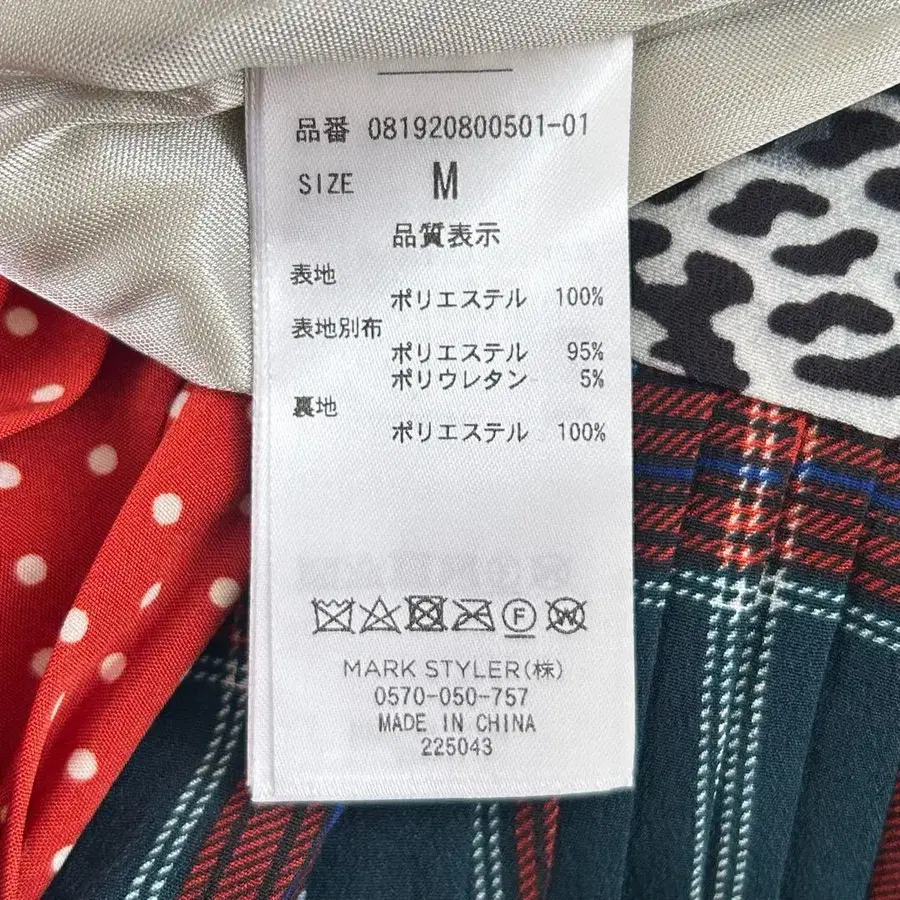 品番 081920800501-01
SIZE M
品質表示
表地
ポリエステル 100%
表地別布
ポリエステル 95%
ポリウレタン 5%
裏地
ポリエステル 100%
F W
MARK STYLER(株)
0570-050-757
MADE IN CHINA
225043